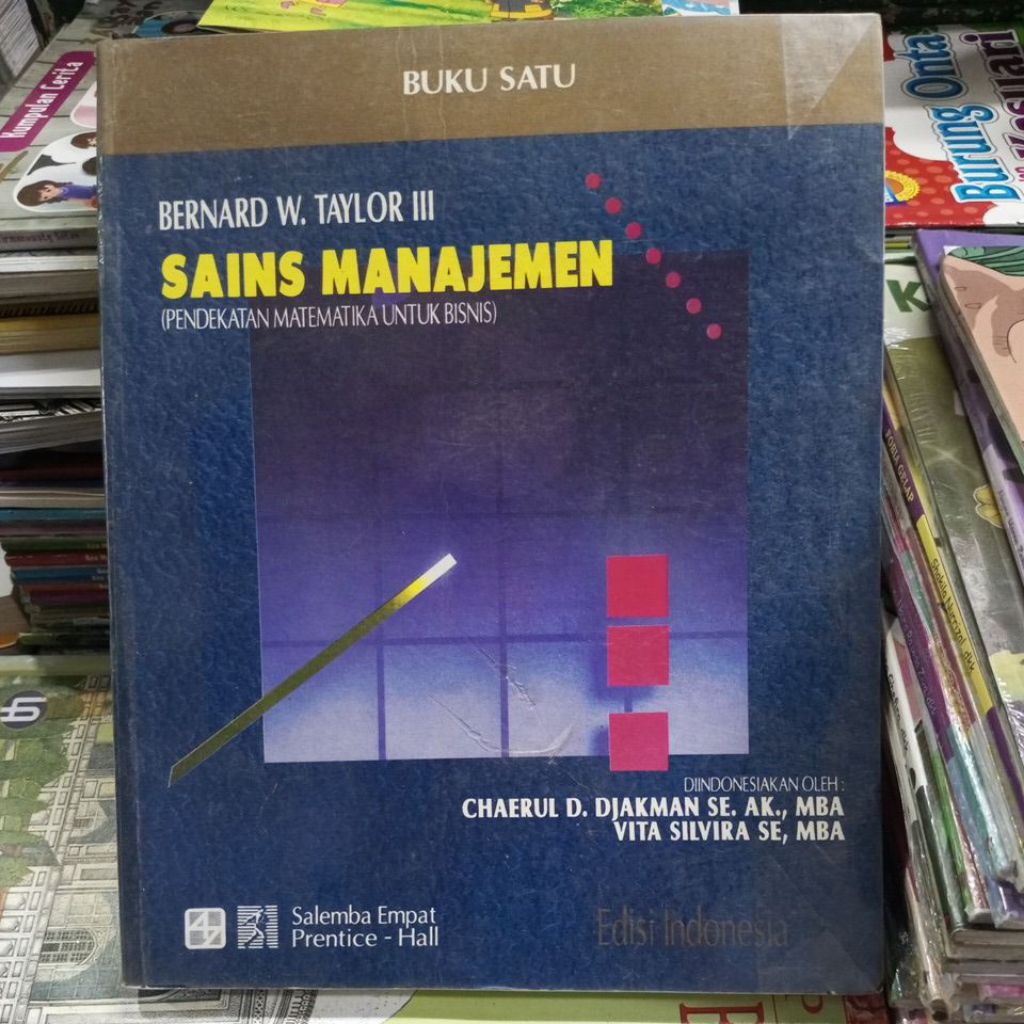 BUKU SATU
BERNARD W. TAYLOR III
SAINS MANAJEMEN
(PENDEKATAN MATEMATIKA UNTUK BISNIS)
DIINDONESIAKAN OLEH :
CHAERUL D. DJAKMAN SE. AK., MBA
VITA SILVIRA SE, MBA
Salemba Empat
Prentice - Hall
Edisi Indonesia
Kumpulan Cerita
Burung Onta